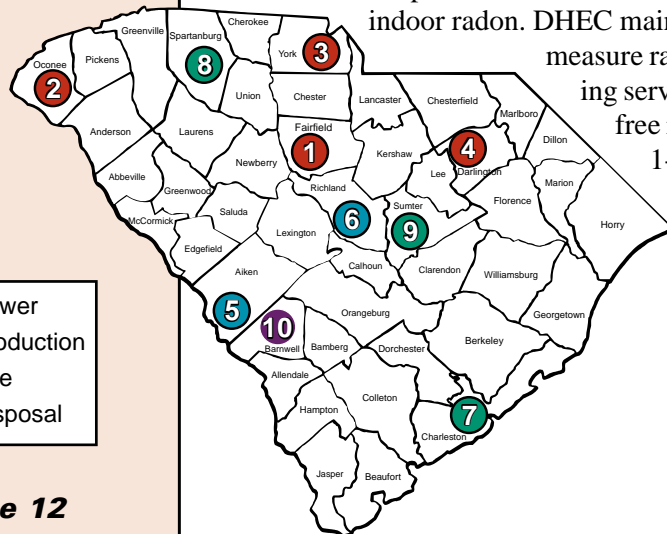 indoor radon. DHEC main
measure ra
ing serv
free
1-
Cherokee
Greenville
Spartanburg
8
York
3
Pickens
Oconee
2
Union
Chester
Lancaster
Chesterfield
Marlboro
Anderson
Laurens
Fairfield
1
4
Darlington
Dillon
Newberry
Kershaw
Lee
Abbeville
Greenwood
Richland
Marion
McCormick
Saluda
6
Sumter
9
Florence
Horry
Edgefield
Lexington
Aiken
Calhoun
Clarendon
Williamsburg
5
Orangeburg
Georgetown
10
Barnwell
Bamberg
Dorchester
Berkeley
Allendale
Colleton
Hampton
7
Charleston
Jasper
Beaufort
wer
oduction
e
sposal
e 12